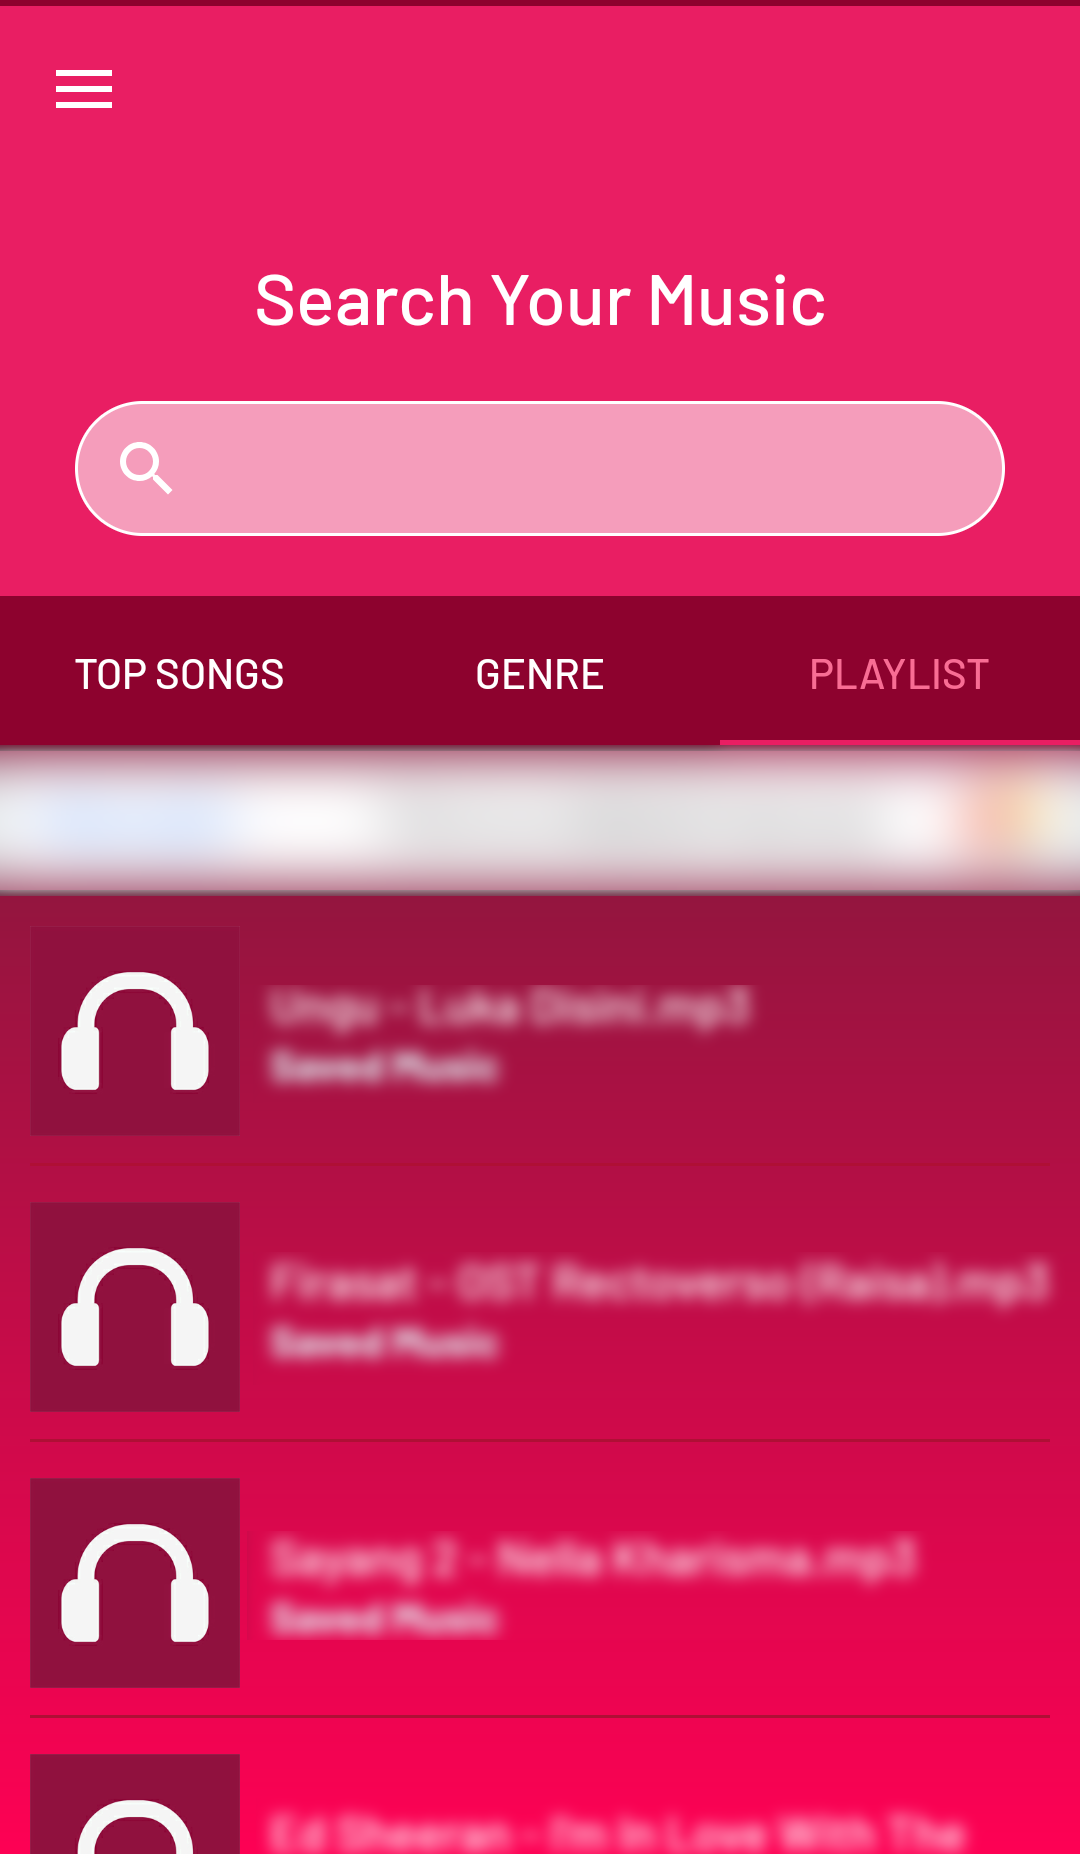 Search Your Music
TOP SONGS
GENRE
PLAYLIST
Ungu - Luka Disini.mp3
Saved Music
Firasat - OST Rectoverso (Raisa).mp3
Saved Music
Sayang 2 - Nella Kharisma.mp3
Saved Music
Ed Sheeran - I'm In Love With The